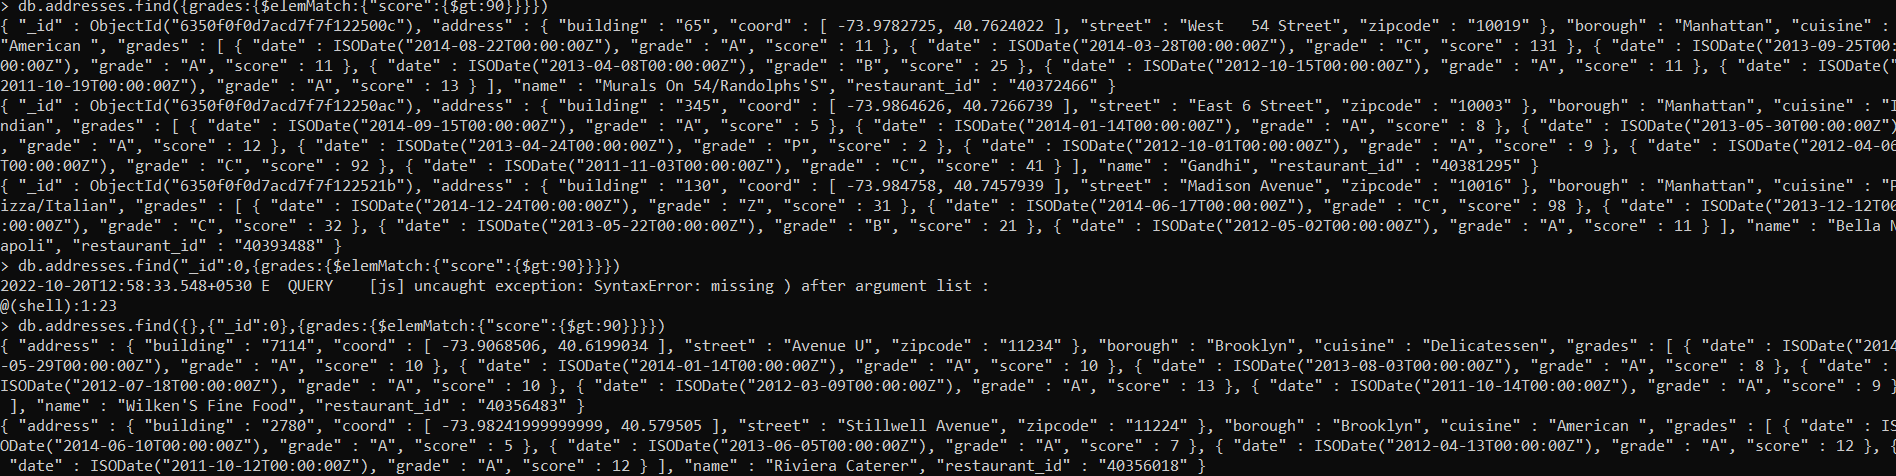 > db.addresses.find({grades:{$elemMatch:{"score":{$gt:90}}}})
{ "_id" : ObjectId("6350f0f0d7acd7f7f122500c"), "address" : { "building" : "65", "coord" : [ -73.9782725, 40.7624022 ], "street" : "West   54 Street", "zipcode" : "10019" }, "borough" : "Manhattan", "cuisine" :
"American ", "grades" : [ { "date" : ISODate("2014-08-22T00:00:00Z"), "grade" : "A", "score" : 11 }, { "date" : ISODate("2014-03-28T00:00:00Z"), "grade" : "C", "score" : 131 }, { "date" : ISODate("2013-09-25T00:
00:00Z"), "grade" : "A", "score" : 11 }, { "date" : ISODate("2013-04-08T00:00:00Z"), "grade" : "B", "score" : 25 }, { "date" : ISODate("2012-10-15T00:00:00Z"), "grade" : "A", "score" : 11 }, { "date" : ISODate("
2011-10-19T00:00:00Z"), "grade" : "A", "score" : 13 } ], "name" : "Murals On 54/Randolphs'S", "restaurant_id" : "40372466" }
{ "_id" : ObjectId("6350f0f0d7acd7f7f12250ac"), "address" : { "building" : "345", "coord" : [ -73.9864626, 40.7266739 ], "street" : "East 6 Street", "zipcode" : "10003" }, "borough" : "Manhattan", "cuisine" : "I
ndian", "grades" : [ { "date" : ISODate("2014-09-15T00:00:00Z"), "grade" : "A", "score" : 5 }, { "date" : ISODate("2014-01-14T00:00:00Z"), "grade" : "A", "score" : 8 }, { "date" : ISODate("2013-05-30T00:00:00Z")
, "grade" : "A", "score" : 12 }, { "date" : ISODate("2013-04-24T00:00:00Z"), "grade" : "P", "score" : 2 }, { "date" : ISODate("2012-10-01T00:00:00Z"), "grade" : "A", "score" : 9 }, { "date" : ISODate("2012-04-06
T00:00:00Z"), "grade" : "C", "score" : 92 }, { "date" : ISODate("2011-11-03T00:00:00Z"), "grade" : "C", "score" : 41 } ], "name" : "Gandhi", "restaurant_id" : "40381295" }
{ "_id" : ObjectId("6350f0f0d7acd7f7f122521b"), "address" : { "building" : "130", "coord" : [ -73.984758, 40.7457939 ], "street" : "Madison Avenue", "zipcode" : "10016" }, "borough" : "Manhattan", "cuisine" : "P
izza/Italian", "grades" : [ { "date" : ISODate("2014-12-24T00:00:00Z"), "grade" : "Z", "score" : 31 }, { "date" : ISODate("2014-06-17T00:00:00Z"), "grade" : "C", "score" : 98 }, { "date" : ISODate("2013-12-12T00
:00:00Z"), "grade" : "C", "score" : 32 }, { "date" : ISODate("2013-05-22T00:00:00Z"), "grade" : "B", "score" : 21 }, { "date" : ISODate("2012-05-02T00:00:00Z"), "grade" : "A", "score" : 11 } ], "name" : "Bella N
apoli", "restaurant_id" : "40393488" }
> db.addresses.find("_id":0,{grades:{$elemMatch:{"score":{$gt:90}}}})
2022-10-20T12:58:33.548+0530 E  QUERY    [js] uncaught exception: SyntaxError: missing ) after argument list :
@(shell):1:23
> db.addresses.find({},{"_id":0},{grades:{$elemMatch:{"score":{$gt:90}}}})
{ "address" : { "building" : "7114", "coord" : [ -73.9068506, 40.6199034 ], "street" : "Avenue U", "zipcode" : "11234" }, "borough" : "Brooklyn", "cuisine" : "Delicatessen", "grades" : [ { "date" : ISODate("2014
-05-29T00:00:00Z"), "grade" : "A", "score" : 10 }, { "date" : ISODate("2014-01-14T00:00:00Z"), "grade" : "A", "score" : 10 }, { "date" : ISODate("2013-08-03T00:00:00Z"), "grade" : "A", "score" : 8 }, { "date" :
ISODate("2012-07-18T00:00:00Z"), "grade" : "A", "score" : 10 }, { "date" : ISODate("2012-03-09T00:00:00Z"), "grade" : "A", "score" : 13 }, { "date" : ISODate("2011-10-14T00:00:00Z"), "grade" : "A", "score" : 9 }
 ], "name" : "Wilken'S Fine Food", "restaurant_id" : "40356483" }
{ "address" : { "building" : "2780", "coord" : [ -73.98241999999999, 40.579505 ], "street" : "Stillwell Avenue", "zipcode" : "11224" }, "borough" : "Brooklyn", "cuisine" : "American ", "grades" : [ { "date" : IS
ODate("2014-06-10T00:00:00Z"), "grade" : "A", "score" : 5 }, { "date" : ISODate("2013-06-05T00:00:00Z"), "grade" : "A", "score" : 7 }, { "date" : ISODate("2012-04-13T00:00:00Z"), "grade" : "A", "score" : 12 }, {
 "date" : ISODate("2011-10-12T00:00:00Z"), "grade" : "A", "score" : 12 } ], "name" : "Riviera Caterer", "restaurant_id" : "40356018" }